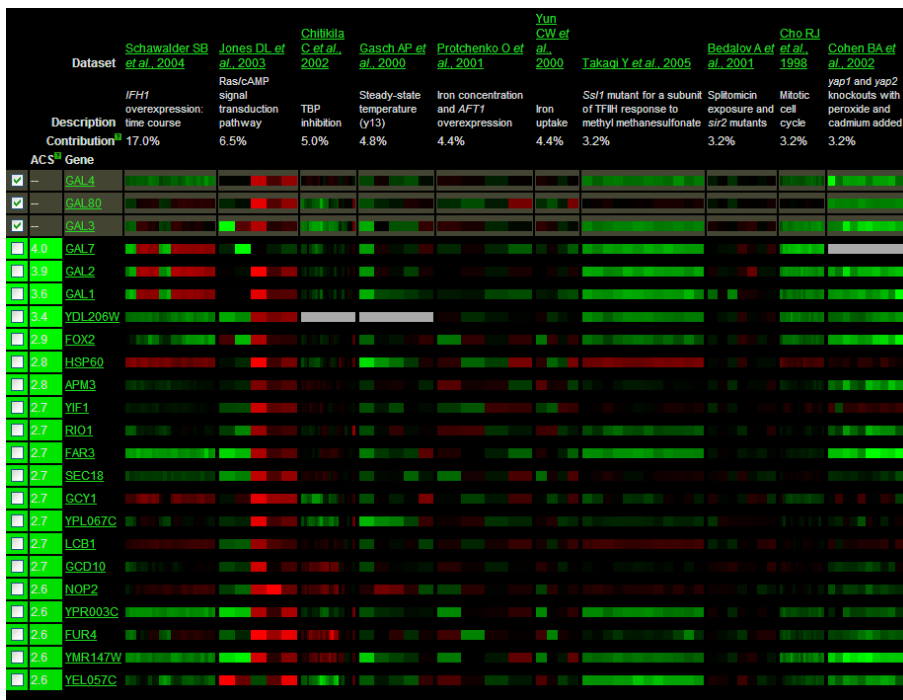 Dataset Schawalder SB et al., 2004 Jones DL et al., 2003 Chitikila C et al., 2002 Gasch AP et al., 2000 Protchenko O et al., 2001 Yun CW et al., 2000 Takagi Y et al., 2005 Bedalov A et al., 2001 Cho RJ et al., 1998 Cohen BA et al., 2002
Description IFH1 overexpression: time course Ras/cAMP signal transduction pathway TBP inhibition Steady-state temperature (y13) Iron concentration and AFT1 overexpression Iron uptake Ssl1 mutant for a subunit of TFIIH response to methyl methanesulfonate Splitomicin exposure and sir2 mutants Mitotic cell cycle yap1 and yap2 knockouts with peroxide and cadmium added
Contribution? 17.0% 6.5% 5.0% 4.8% 4.4% 4.4% 3.2% 3.2% 3.2% 3.2%
ACS? Gene
-- GAL4
-- GAL80
-- GAL3
4.0 GAL7
3.9 GAL2
3.6 GAL1
3.4 YDL206W
2.9 FOX2
2.8 HSP60
2.8 APM3
2.7 YIF1
2.7 RIO1
2.7 FAR3
2.7 SEC18
2.7 GCY1
2.7 YPL067C
2.7 LCB1
2.7 GCD10
2.6 NOP2
2.6 YPR003C
2.6 FUR4
2.6 YMR147W
2.6 YEL057C